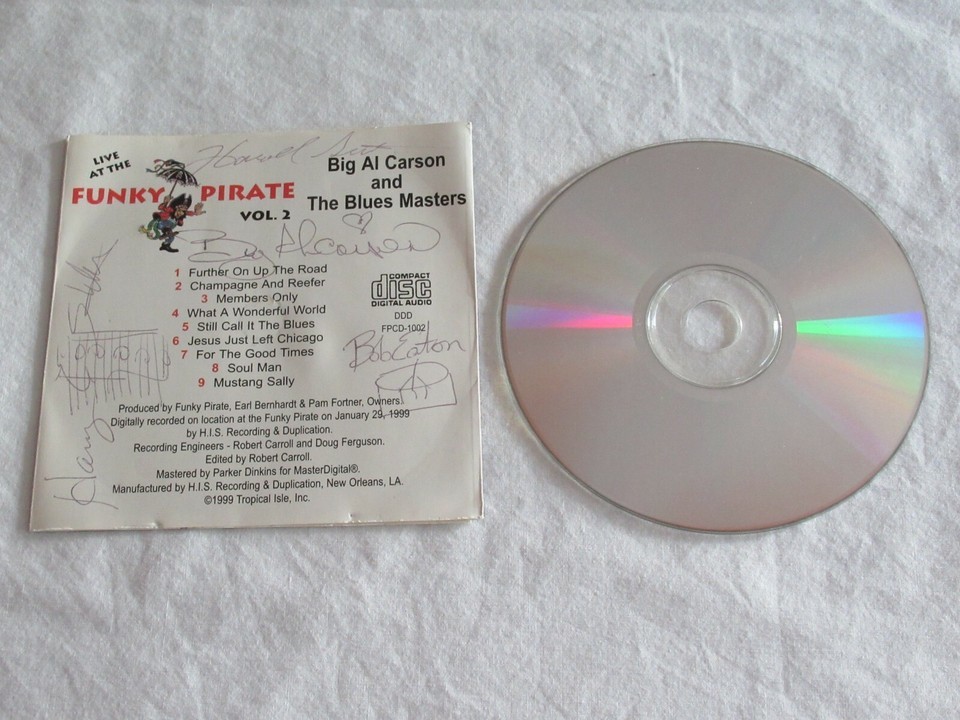 LIVE
AT THE
FUNKY PIRATE
VOL. 2
Big Al Carson
and
The Blues Masters
Big Al Carson
1 Further On Up The Road
2 Champagne And Reefer
3 Members Only
4 What A Wonderful World
5 Still Call It The Blues
6 Jesus Just Left Chicago
7 For The Good Times
8 Soul Man
9 Mustang Sally
COMPACT
disc
DIGITAL AUDIO
DDD
FPCD-1002
Bob Eaton
Harry
Produced by Funky Pirate, Earl Bernhardt & Pam Fortner, Owners.
Digitally recorded on location at the Funky Pirate on January 29, 1999
by H.I.S. Recording & Duplication.
Recording Engineers - Robert Carroll and Doug Ferguson.
Edited by Robert Carroll.
Mastered by Parker Dinkins for MasterDigital®.
Manufactured by H.I.S. Recording & Duplication, New Orleans, LA.
©1999 Tropical Isle, Inc.